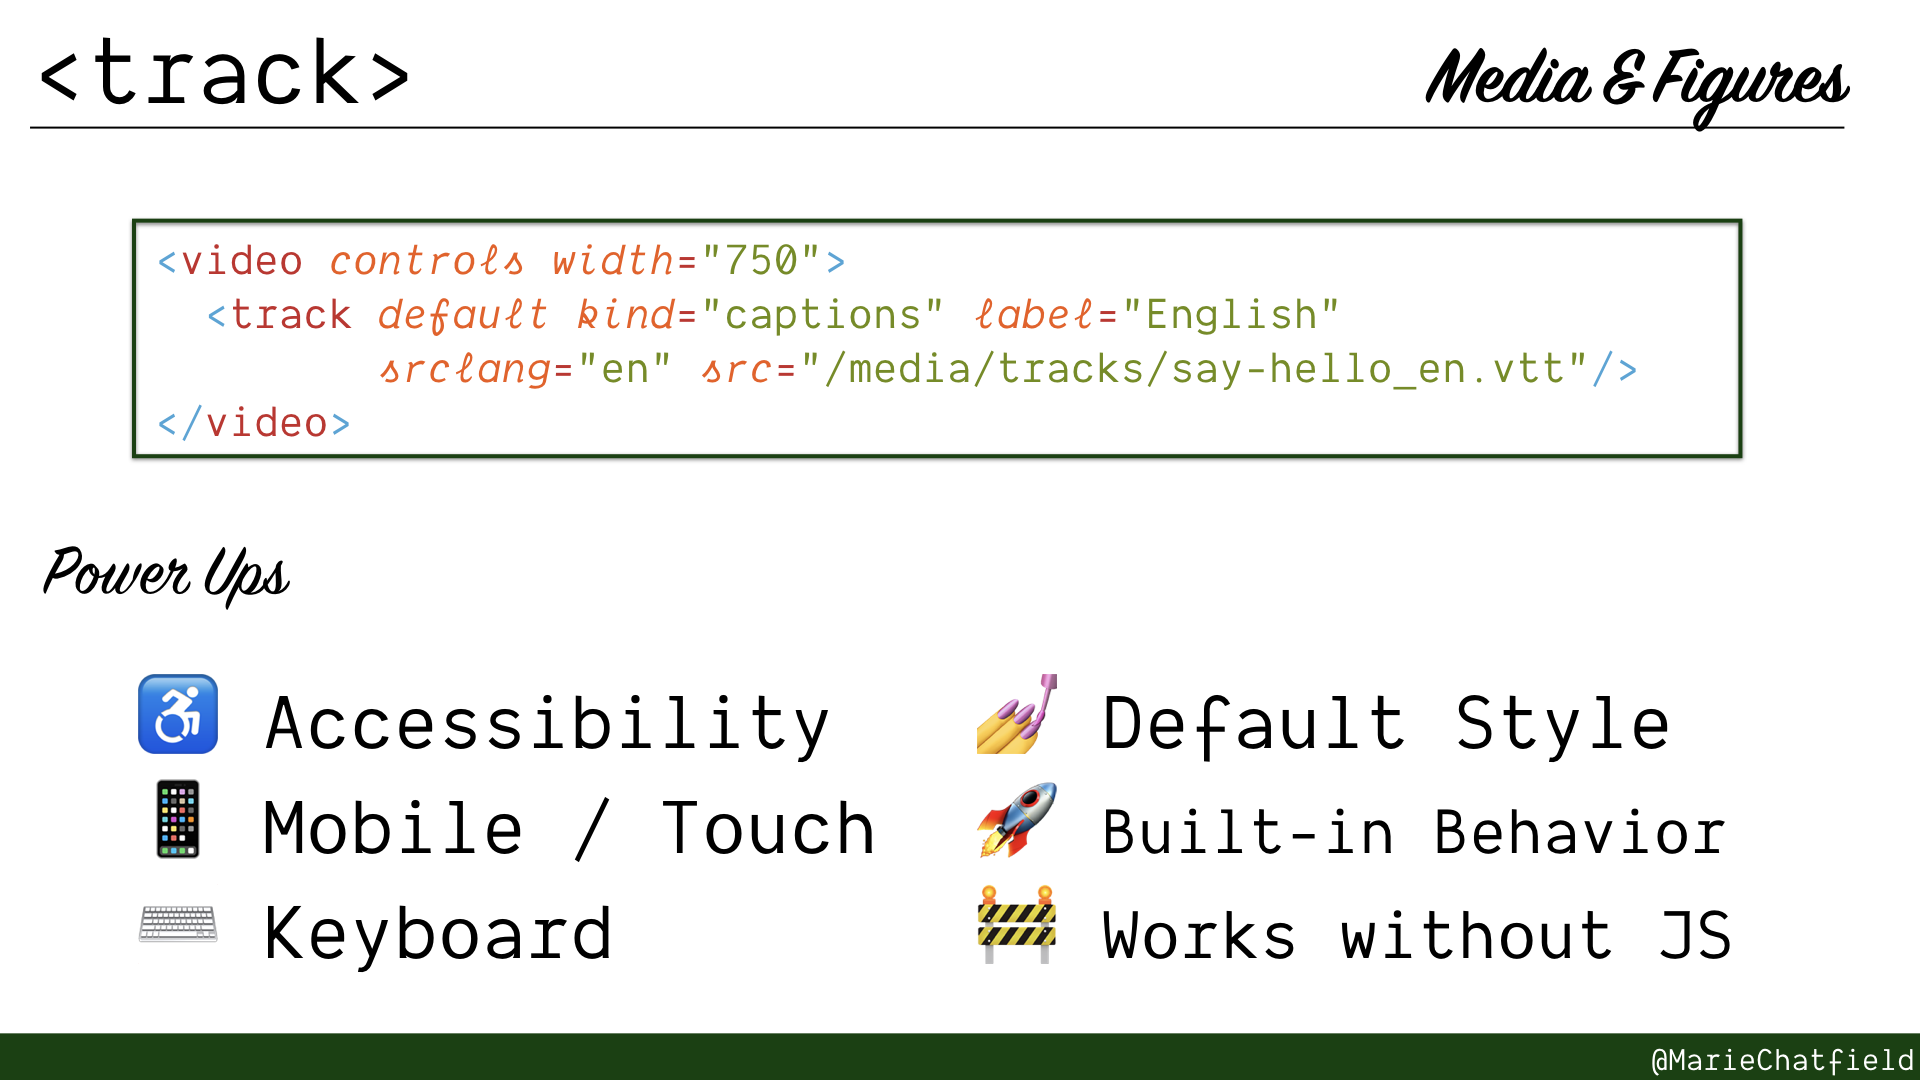 <track>
Media & Figures
<video controls width="750">
  <track default kind="captions" label="English"
         srclang="en" src="/media/tracks/say-hello_en.vtt"/>
</video>
Power Ups
Accessibility
Default Style
Mobile / Touch
Built-in Behavior
Keyboard
Works without JS
@MarieChatfield